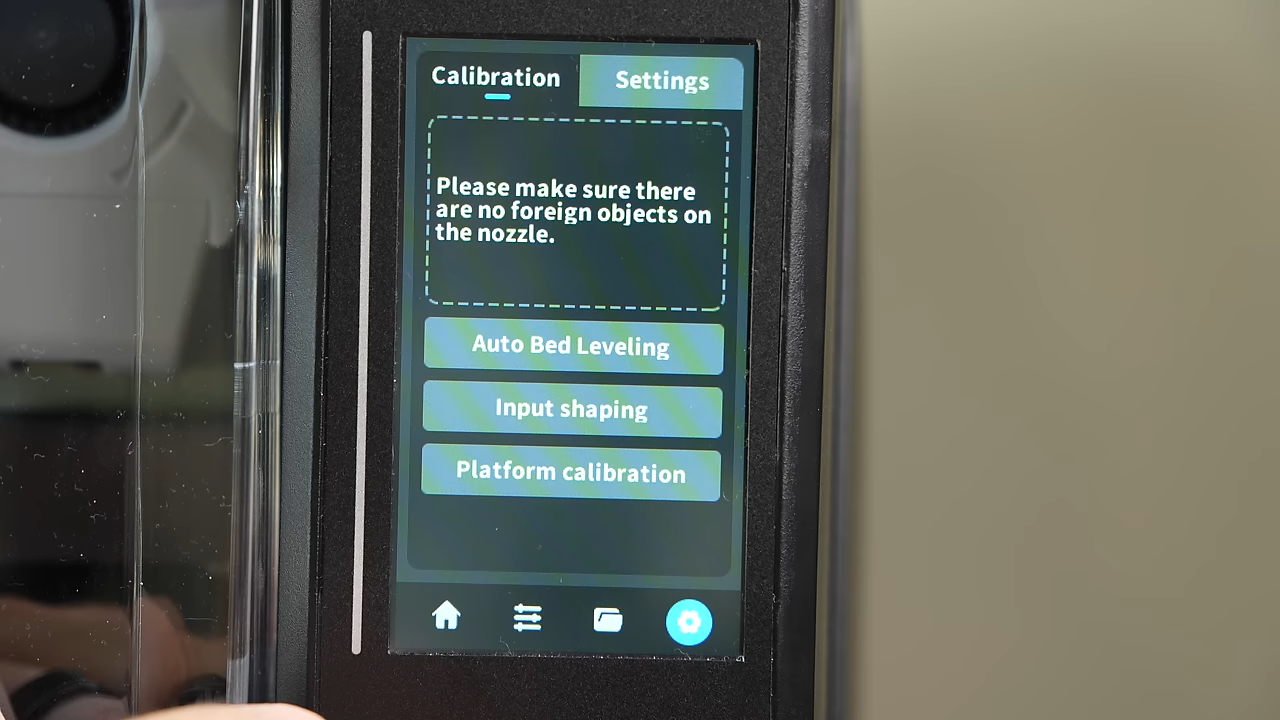 Calibration
Settings
Please make sure there
are no foreign objects on
the nozzle.
Auto Bed Leveling
Input shaping
Platform calibration